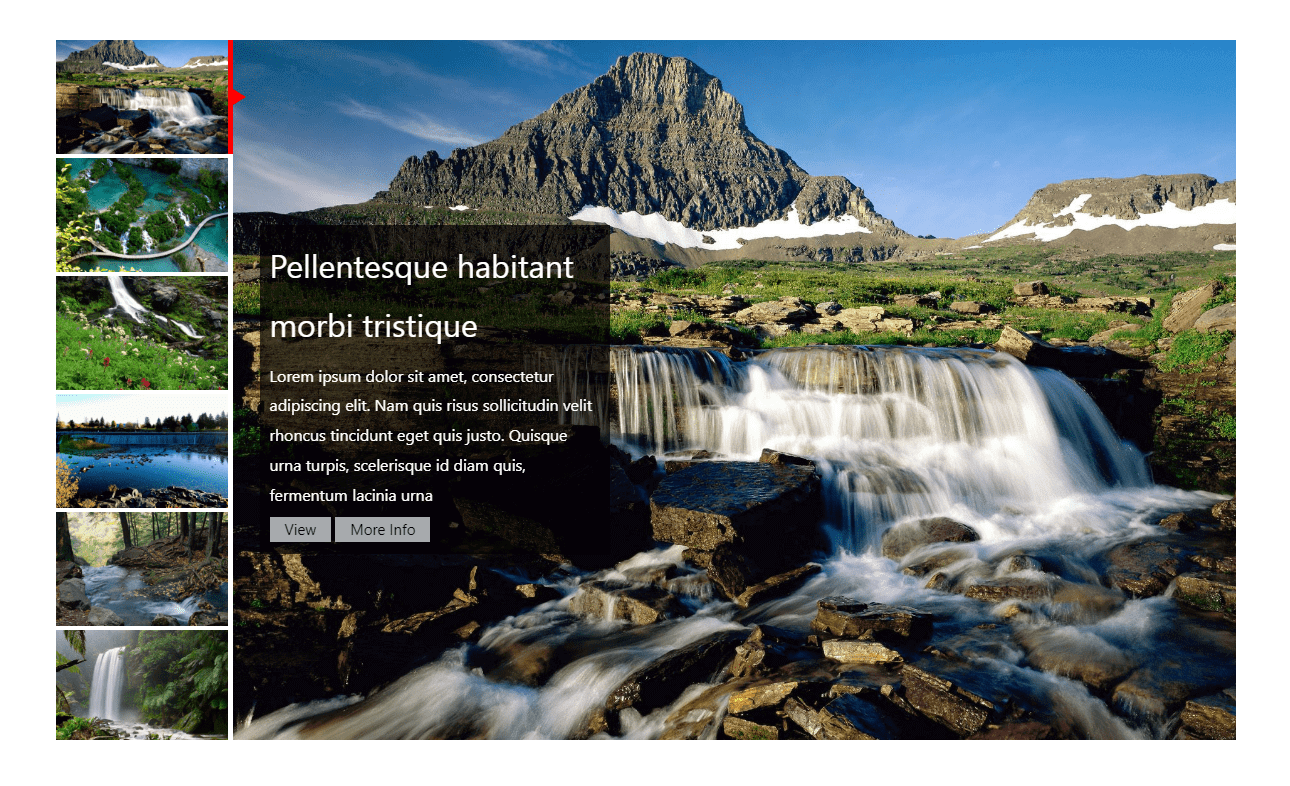 Pellentesque habitant
morbi tristique
Lorem ipsum dolor sit amet, consectetur
adipiscing elit. Nam quis risus sollicitudin velit
rhoncus tincidunt eget quis justo. Quisque
urna turpis, scelerisque id diam quis,
fermentum lacinia urna
View More Info